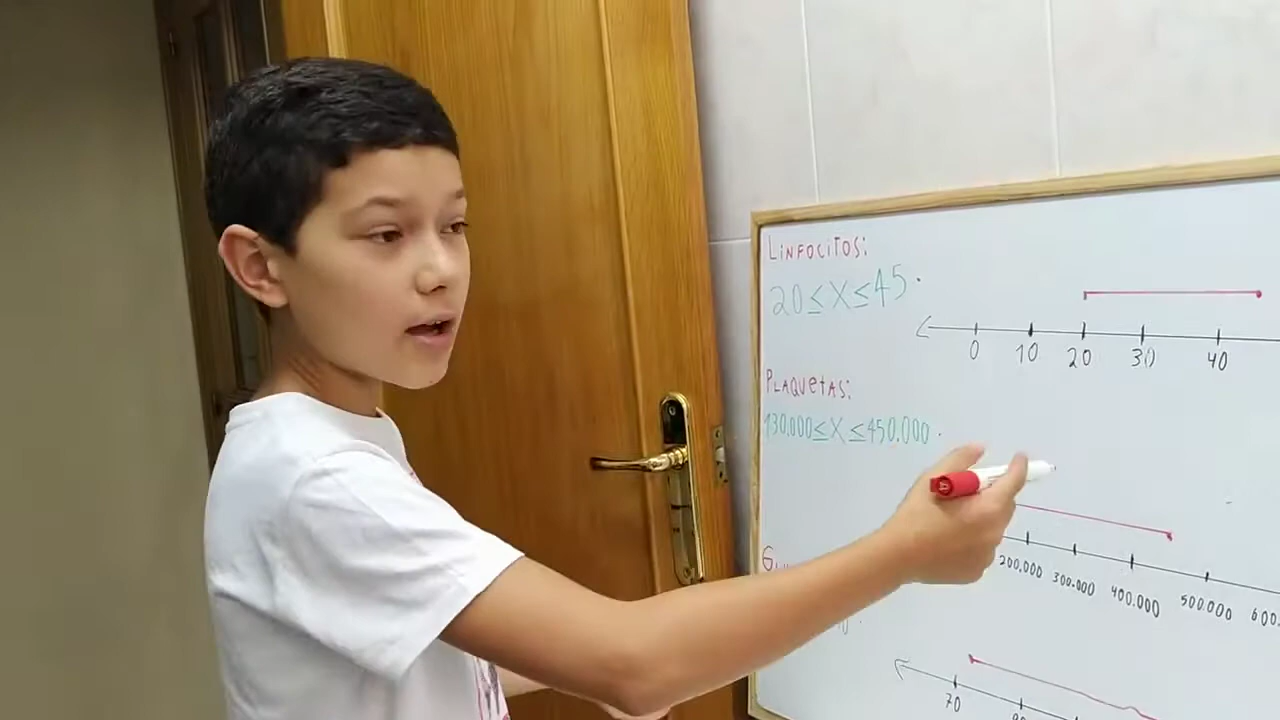 LINFOCITOS:
20 ≤ X ≤ 45
0 10 20 30 40
PLAQUETAS:
130.000 ≤ X ≤ 450.000
200.000 300.000 400.000 500.000
70